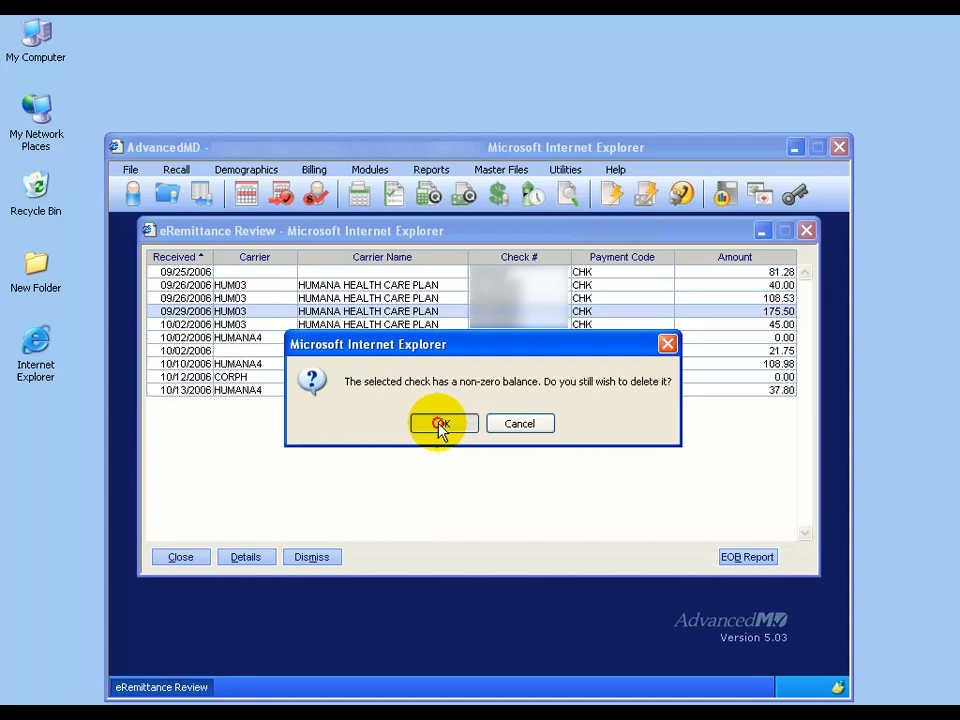 My Computer
My Network
Places
Recycle Bin
New Folder
Internet
Explorer
AdvancedMD - Microsoft Internet Explorer
File Recall Demographics Billing Modules Reports Master Files Utilities Help
eRemittance Review - Microsoft Internet Explorer
Received Carrier Carrier Name Check # Payment Code Amount
09/25/2006 CHK 81.28
09/26/2006 HUM03 HUMANA HEALTH CARE PLAN CHK 40.00
09/26/2006 HUM03 HUMANA HEALTH CARE PLAN CHK 108.53
09/29/2006 HUM03 HUMANA HEALTH CARE PLAN CHK 175.50
10/02/2006 HUM03 HUMANA HEALTH CARE PLAN CHK 45.00
10/02/2006 HUMANA4 0.00
10/02/2006 21.75
10/10/2006 HUMANA4 108.98
10/12/2006 CORPH 0.00
10/13/2006 HUMANA4 37.80
Microsoft Internet Explorer
The selected check has a non-zero balance. Do you still wish to delete it?
OK Cancel
Close Details Dismiss EOB Report
AdvancedMD
Version 5.03
eRemittance Review